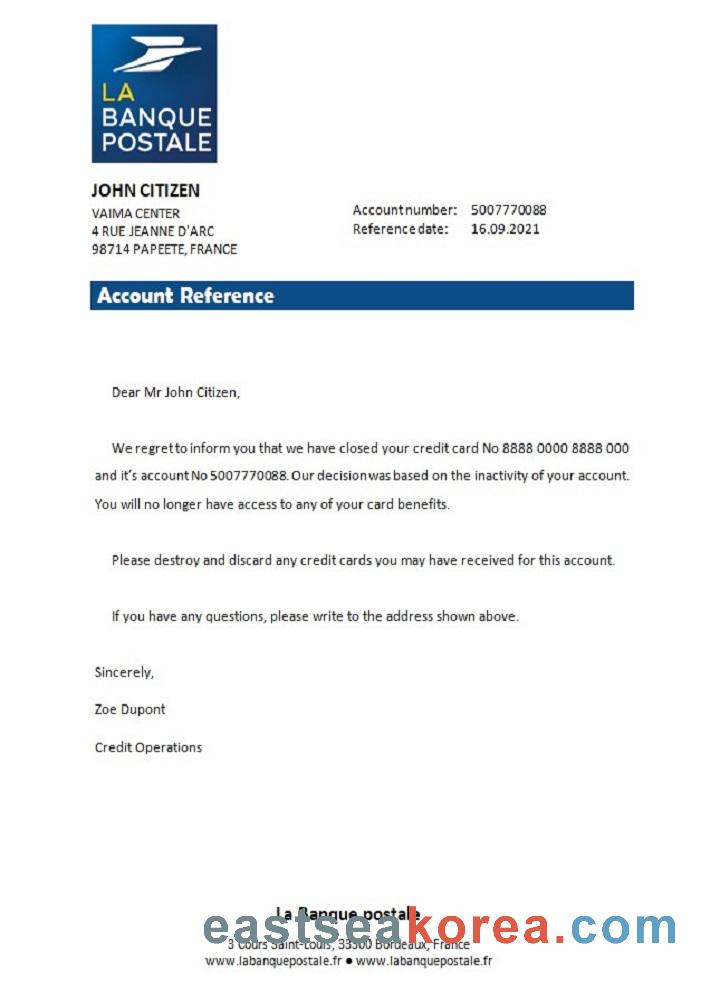 LA
BANQUE
POSTALE
JOHN CITIZEN
VAIMA CENTER
4 RUE JEANNE D'ARC
98714 PAPEETE, FRANCE
Account number: 5007770088
Reference date: 16.09.2021
Account Reference
Dear Mr John Citizen,
We regret to inform you that we have closed your credit card No 8888 0000 8888 000
and it's account No 5007770088. Our decision was based on the inactivity of your account.
You will no longer have access to any of your card benefits.
Please destroy and discard any credit cards you may have received for this account.
If you have any questions, please write to the address shown above.
Sincerely,
Zoe Dupont
Credit Operations
La Banque postale
eastseakorea.com
3 Cours Saint-Louis, 33300 Bordeaux, France
www.labanquepostale.fr ● www.labanquepostale.fr